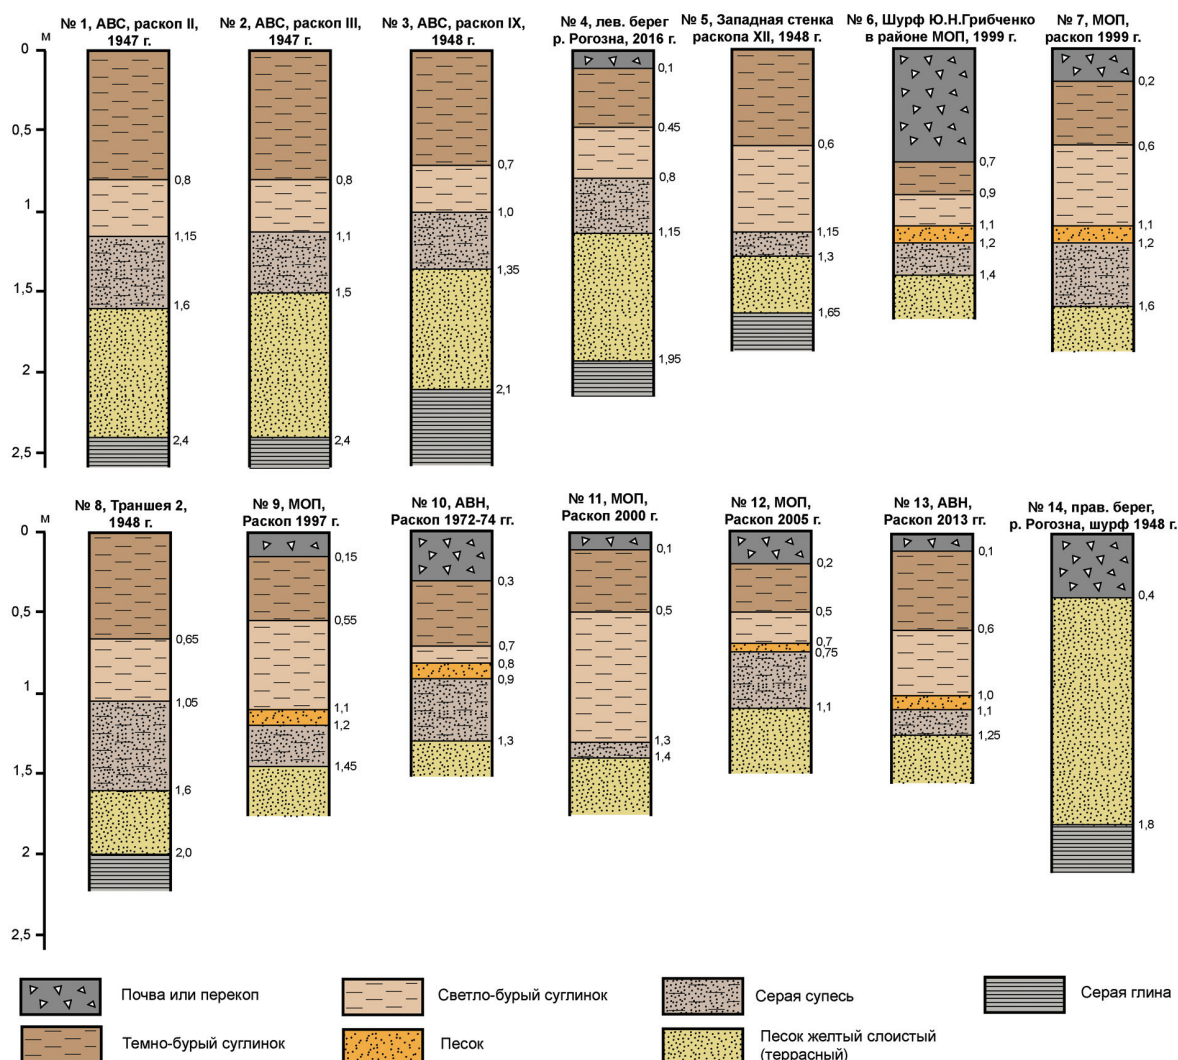 № 1, АВС, раскоп II,
1947 г.
№ 2, АВС, раскоп III,
1947 г.
№ 3, АВС, раскоп IX,
1948 г.
№ 4, лев. берег
р. Рогозна, 2016 г.
№ 5, Западная стенка
раскопа XII, 1948 г.
№ 6, Шурф Ю.Н.Грибченко
в районе МОП, 1999 г.
№ 7, МОП,
раскоп 1999 г.
м
0
0,5
1
1,5
2
2,5
0,8
1,15
1,6
2,4
0,8
1,1
1,5
2,4
0,7
1,0
1,35
2,1
0,1
0.45
0,8
1,15
1,95
0,6
1,15
1,3
1,65
0,7
0,9
1,1
1,2
1,4
0,2
0,6
1,1
1,2
1,6
№ 8, Траншея 2,
1948 г.
№ 9, МОП,
Раскоп 1997 г.
№ 10, АВН,
Раскоп 1972-74 гг.
№ 11, МОП,
Раскоп 2000 г.
№ 12, МОП,
Раскоп 2005 г.
№ 13, АВН,
Раскоп 2013 гг.
№ 14, прав. берег,
р. Рогозна, шурф 1948 г.
м
0
0,5
1
1,5
2
2,5
0,65
1,05
1,6
2,0
0,15
0,55
1,1
1,2
1,45
0,3
0,7
0,8
0,9
1,3
0,1
0,5
1,3
1,4
0,2
0,5
0,7
0,75
1,1
0,1
0,6
1,0
1,1
1,25
0,4
1,8
Почва или перекоп
Светло-бурый суглинок
Серая супесь
Серая глина
Темно-бурый суглинок
Песок
Песок желтый слоистый
(террасный)